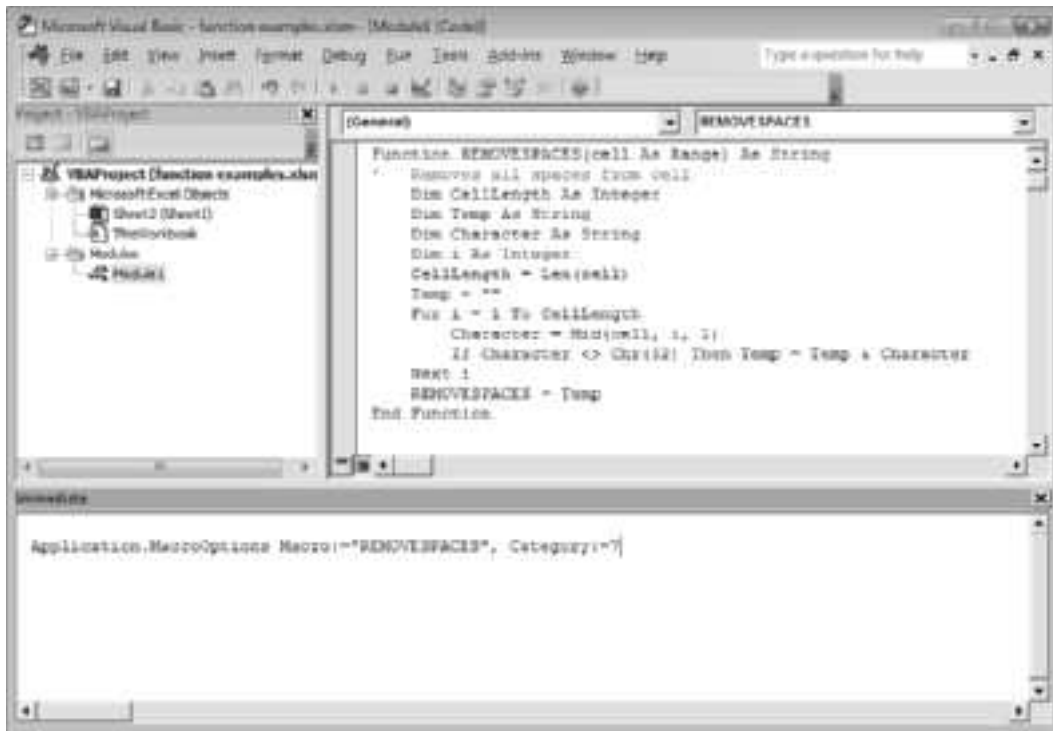 Microsoft Visual Basic - function examples.xlsm - [Module1 (Code)]
File Edit View Insert Format Debug Run Tools Add-Ins Window Help
Type a question for help
Project - VBAProject
(General)
REMOVESPACES
VBAProject (function examples.xlsm
Microsoft Excel Objects
Sheet2 (Sheet1)
ThisWorkbook
Modules
Module1
Function REMOVESPACES(cell As Range) As String
' Removes all spaces from cell
Dim CellLength As Integer
Dim Temp As String
Dim Character As String
Dim i As Integer
CellLength = Len(cell)
Temp = ""
For i = 1 To CellLength
Character = Mid(cell, i, 1)
If Character <> Chr(32) Then Temp = Temp & Character
Next i
REMOVESPACES = Temp
End Function
Immediate
Application.MacroOptions Macro:="REMOVESPACES", Category:=7